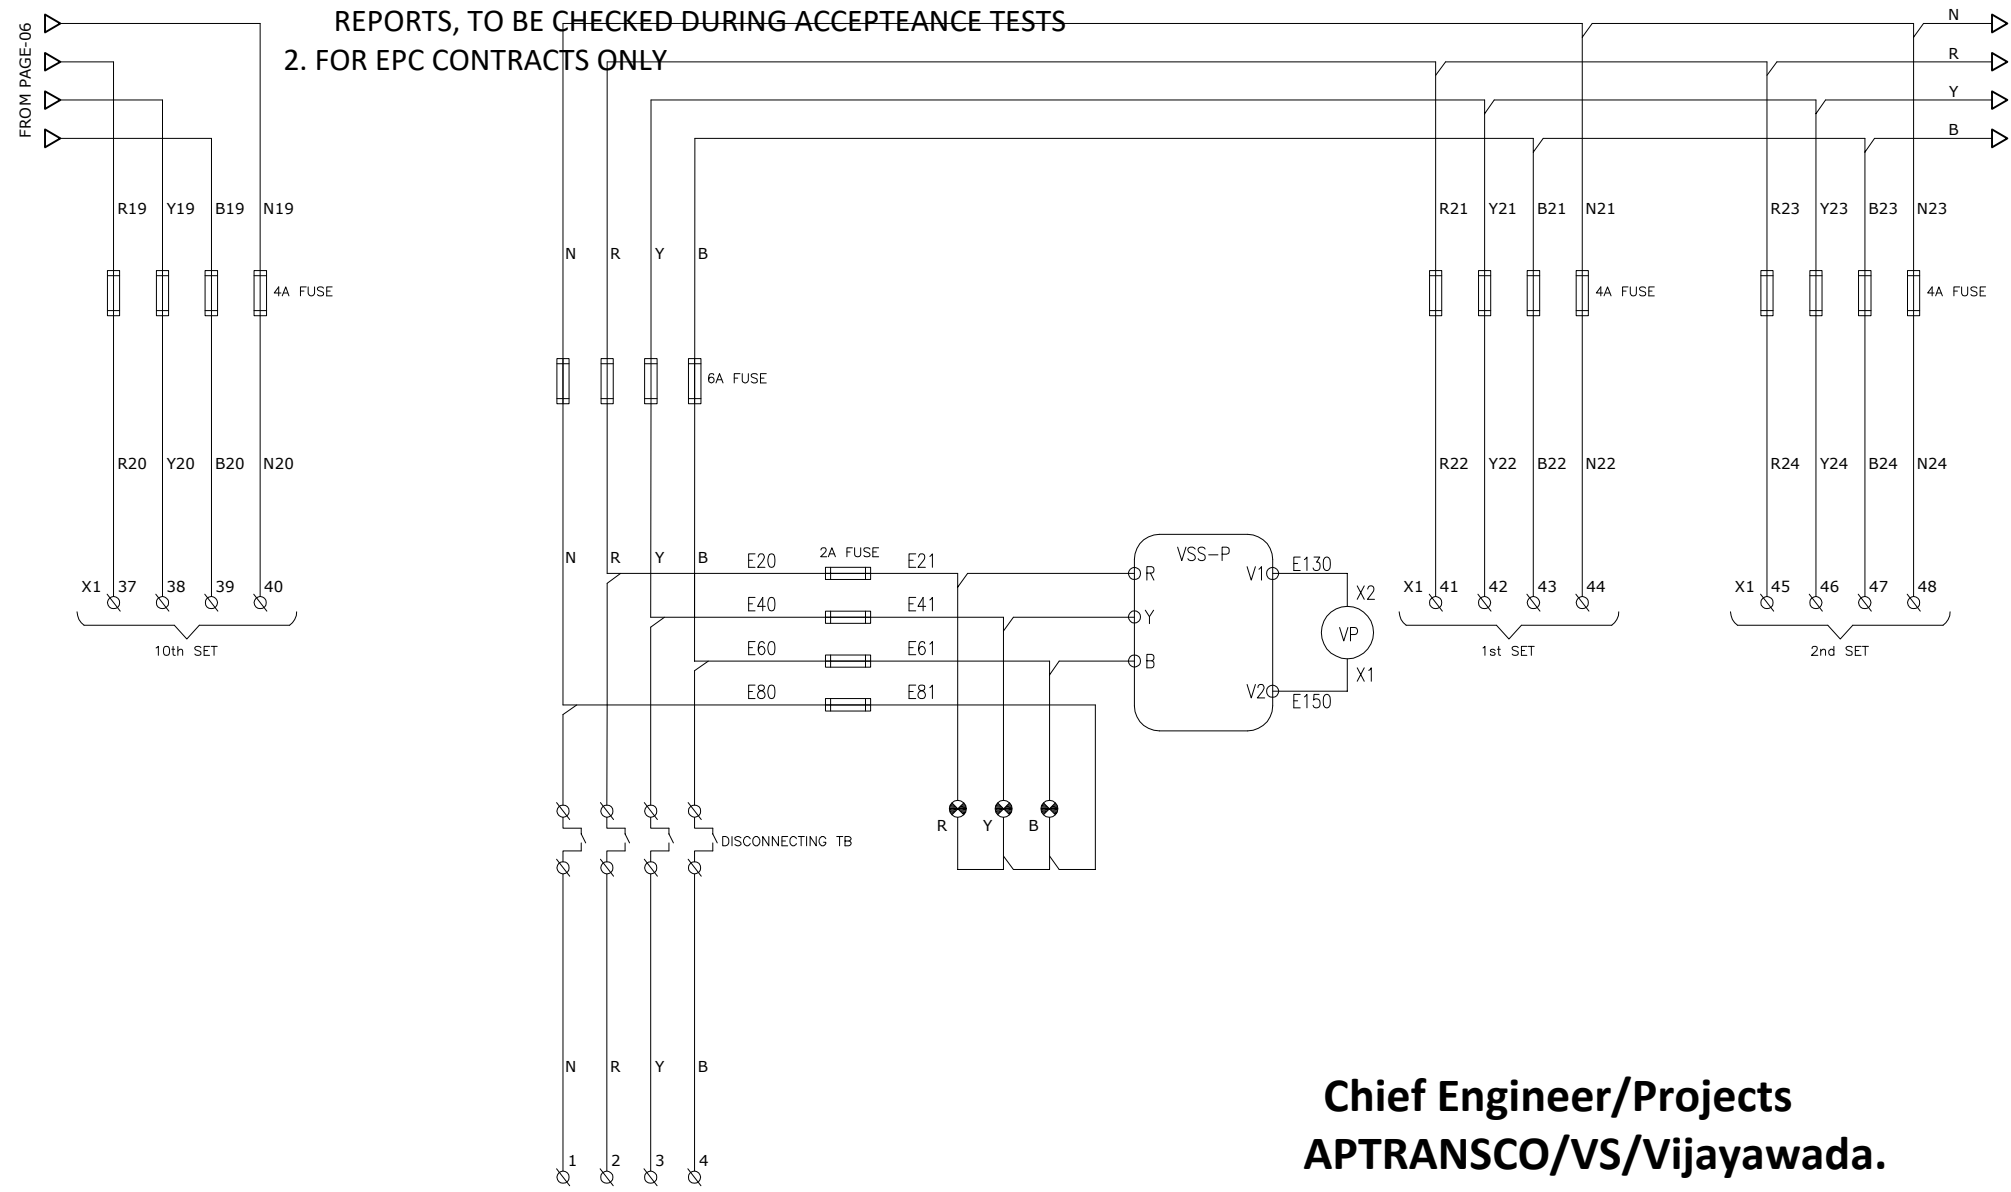 REPORTS, TO BE CHECKED DURING ACCEPTEANCE TESTS
2. FOR EPC CONTRACTS ONLY
FROM PAGE-06
N
R
Y
B
R19 Y19 B19 N19
R21 Y21 B21 N21
R23 Y23 B23 N23
N R Y B
4A FUSE
4A FUSE
4A FUSE
6A FUSE
R20 Y20 B20 N20
R22 Y22 B22 N22
R24 Y24 B24 N24
N R Y B
E20 2A FUSE E21
E40 E41
E60 E61
E80 E81
VSS-P
R V1 E130
Y
B
V2 E150
X2
VP
X1
X1 37 38 39 40
10th SET
X1 41 42 43 44
1st SET
X1 45 46 47 48
2nd SET
R Y B
DISCONNECTING TB
N R Y B
1 2 3 4
Chief Engineer/Projects
APTRANSCO/VS/Vijayawada.